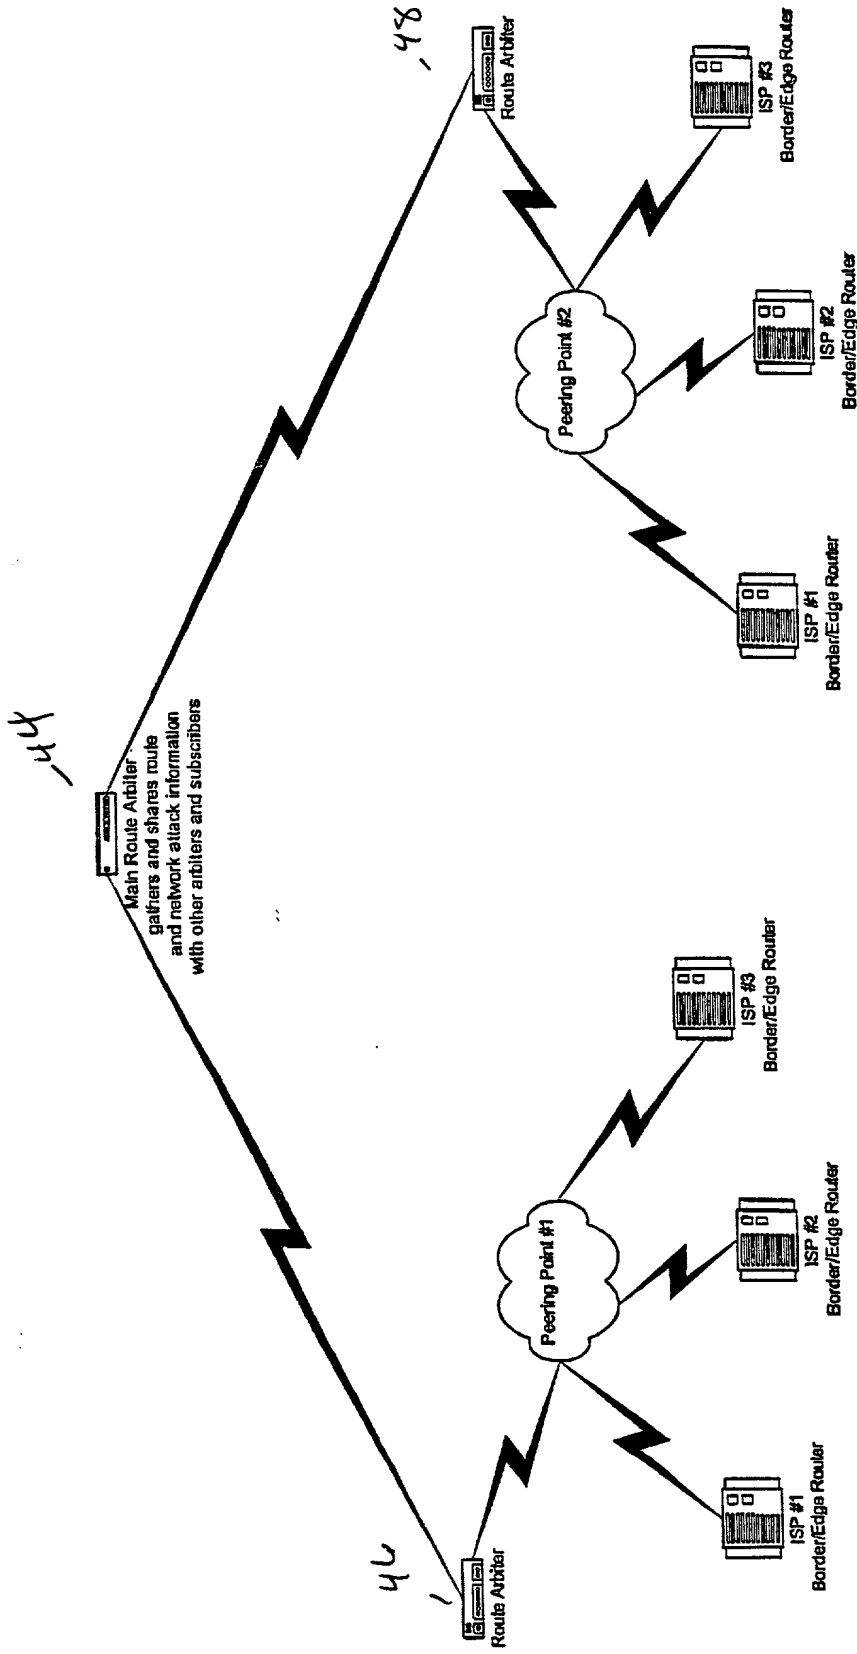 44
Main Route Arbiter
gathers and shares route
and network attack information
with other arbiters and subscribers
46
Route Arbiter
48
Route Arbiter
Peering Point #1
ISP #1
Border/Edge Router
ISP #2
Border/Edge Router
ISP #3
Border/Edge Router
Peering Point #2
ISP #1
Border/Edge Router
ISP #2
Border/Edge Router
ISP #3
Border/Edge Router